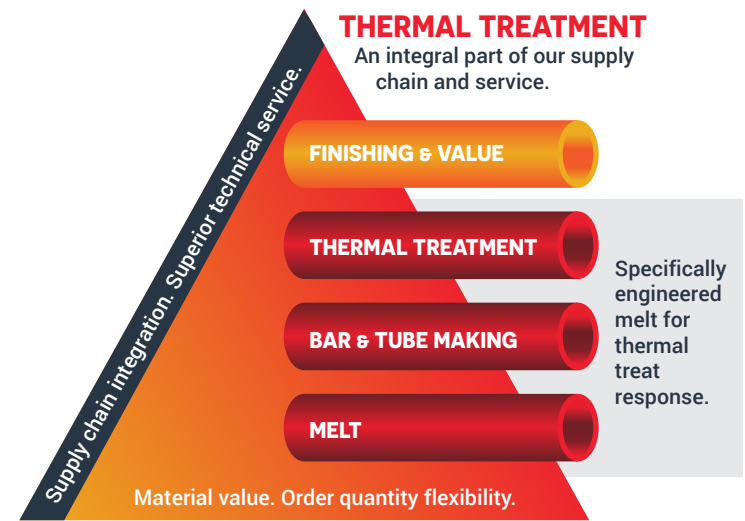 THERMAL TREATMENT
An integral part of our supply
chain and service.
Supply chain integration. Superior technical service.
FINISHING & VALUE
THERMAL TREATMENT
BAR & TUBE MAKING
MELT
Specifically
engineered
melt for
thermal
treat
response.
Material value. Order quantity flexibility.